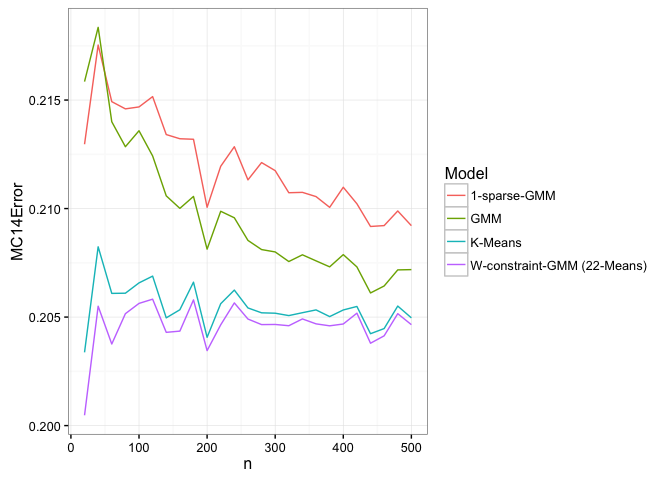 MC14Error
0.215
0.210
0.205
0.200
0 100 200 300 400 500
n
Model
1-sparse-GMM
GMM
K-Means
W-constraint-GMM (22-Means)